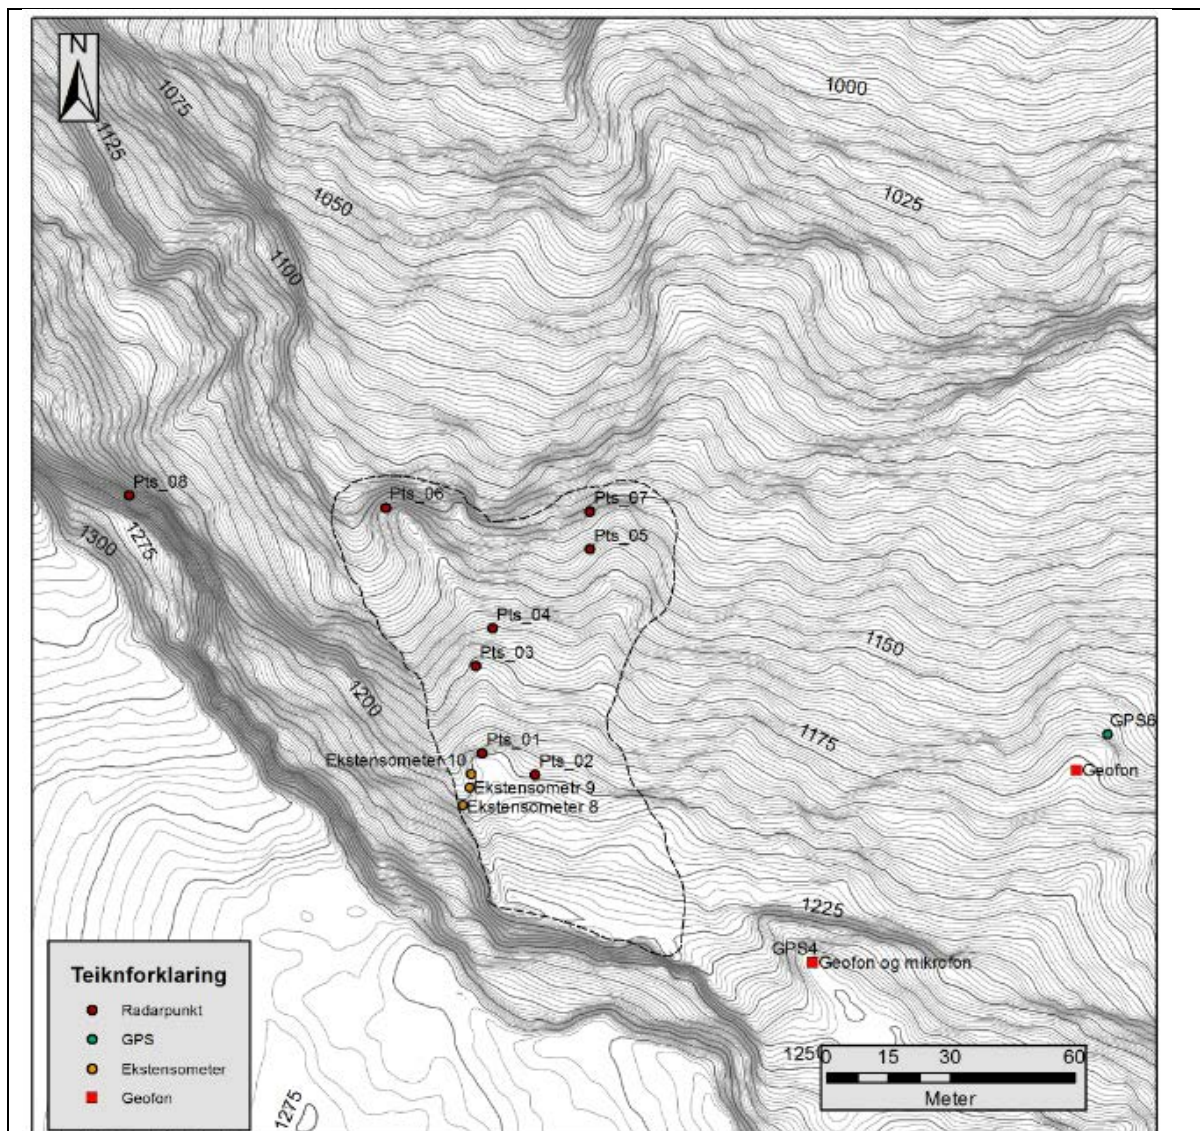 N
1075
1000
1125
1050
1025
1100
Pts_08
Pts_06
Pts_07
1275
1300
Pts_05
Pts_04
1150
Pts_03
1200
GPS6
1175
Pts_01
Ekstensometer 10
Pts_02
Geofon
Ekstensometr 9
Ekstensometer 8
1225
GPS4
Geofon og mikrofon
Teiknforklaring
Radarpunkt
GPS
Ekstensometer
Geofon
1250
0 15 30 60
Meter
1275